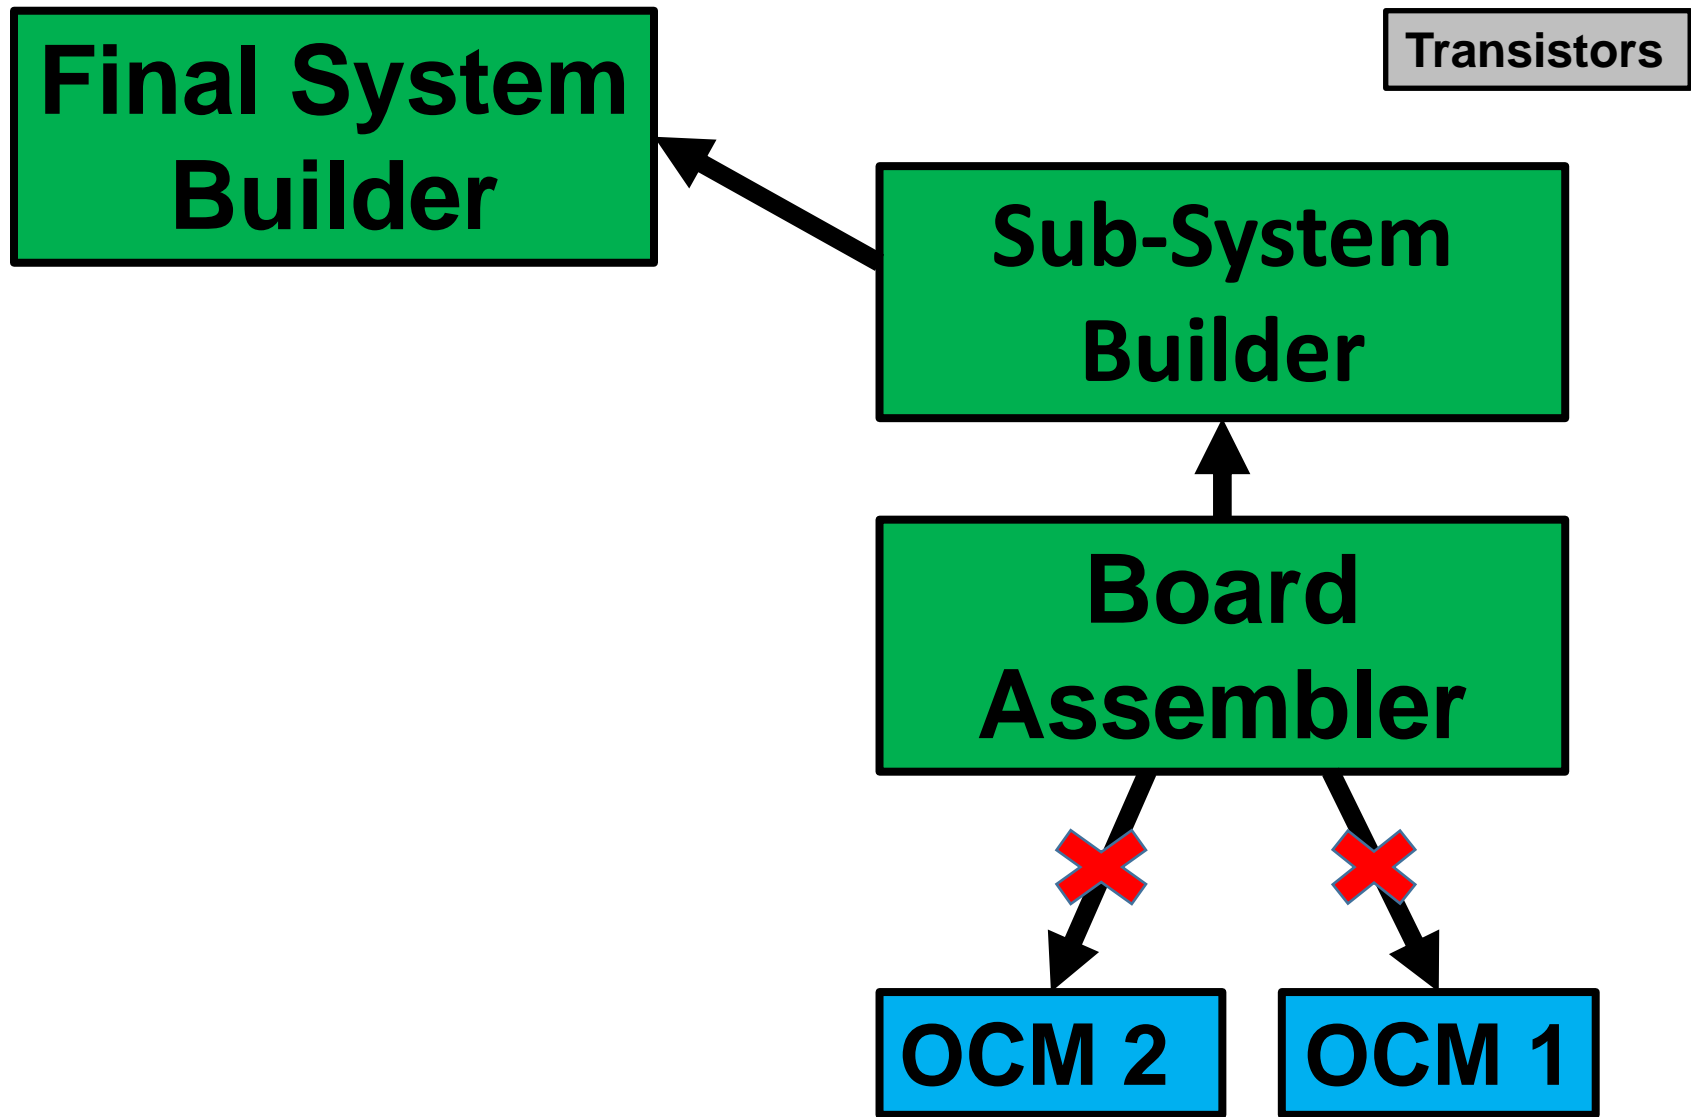 Final System
Builder
Transistors
Sub-System
Builder
Board
Assembler
OCM 2
OCM 1